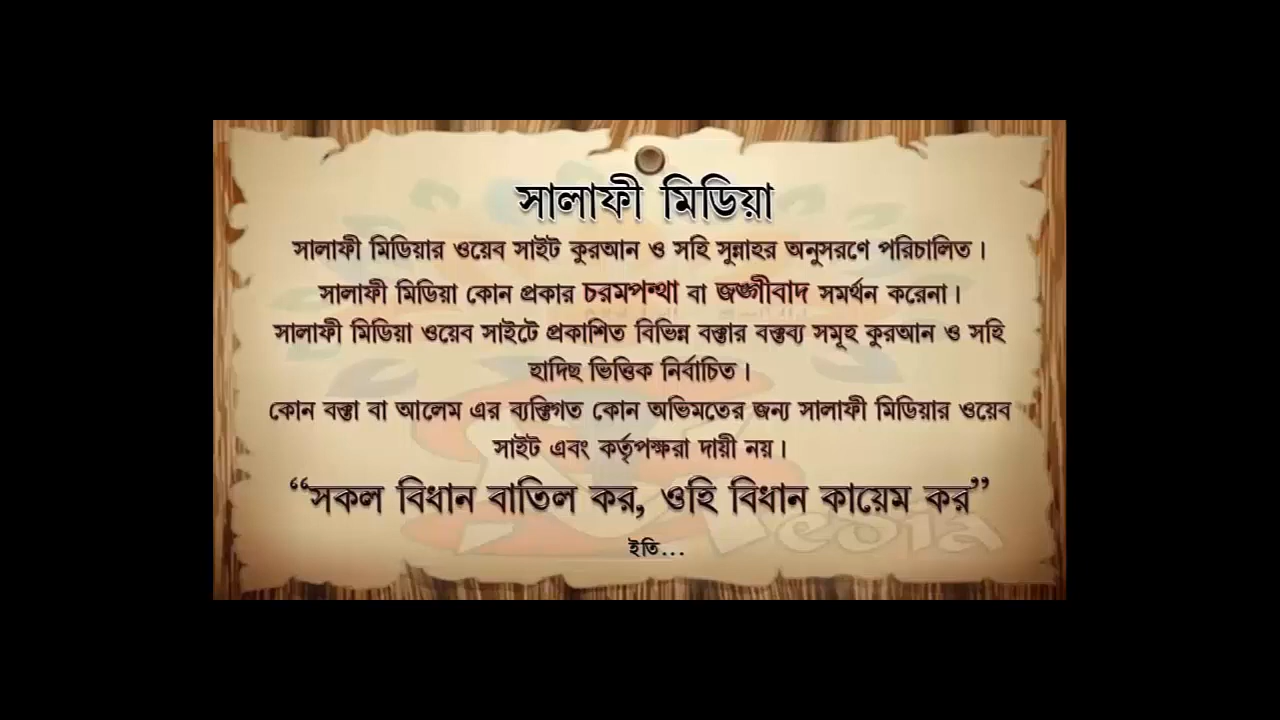 সালাফী মিডিয়া
সালাফী মিডিয়ার ওয়েব সাইট কুরআন ও সহি সুন্নাহর অনুসরণে পরিচালিত।
সালাফী মিডিয়া কোন প্রকার চরমপন্থা বা জঙ্গীবাদ সমর্থন করেনা।
সালাফী মিডিয়া ওয়েব সাইটে প্রকাশিত বিভিন্ন বক্তার বক্তব্য সমূহ কুরআন ও সহি
হাদিছ ভিত্তিক নির্বাচিত।
কোন বক্তা বা আলেম এর ব্যক্তিগত কোন অভিমতের জন্য সালাফী মিডিয়ার ওয়েব
সাইট এবং কর্তৃপক্ষরা দায়ী নয়।
“সকল বিধান বাতিল কর, ওহি বিধান কায়েম কর”
ইতি...